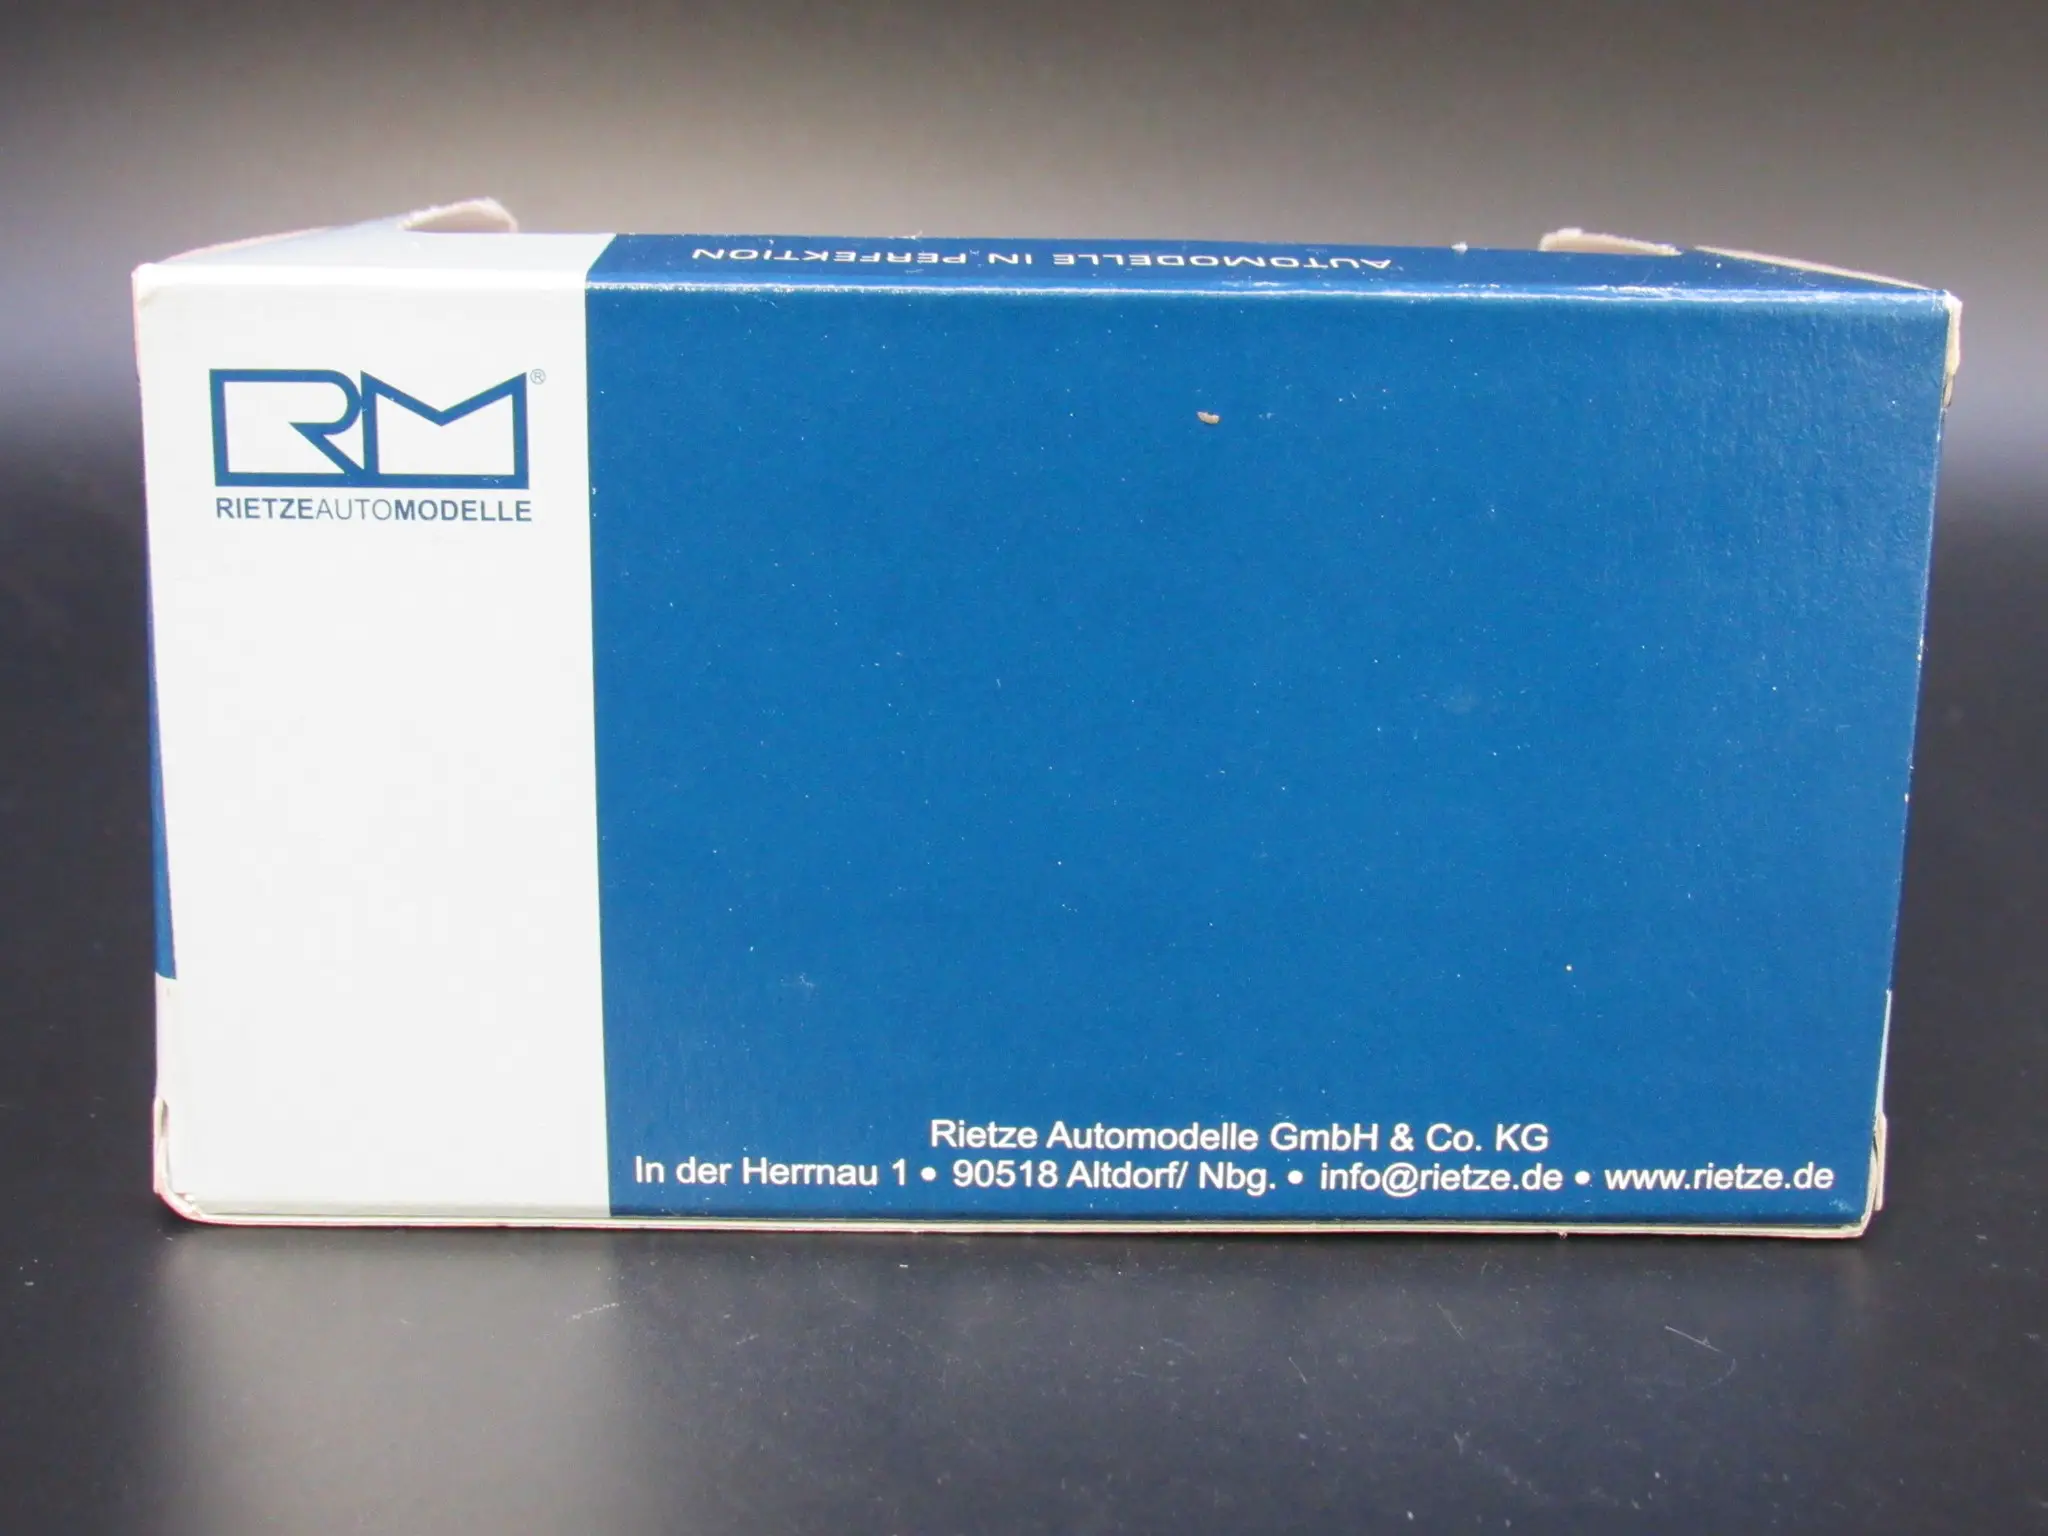 AUTOMODELLE IN PERFEKTION
RM®
RIETZEAUTOMODELLE
Rietze Automodelle GmbH & Co. KG
In der Herrnau 1 • 90518 Altdorf/ Nbg. • info@rietze.de • www.rietze.de